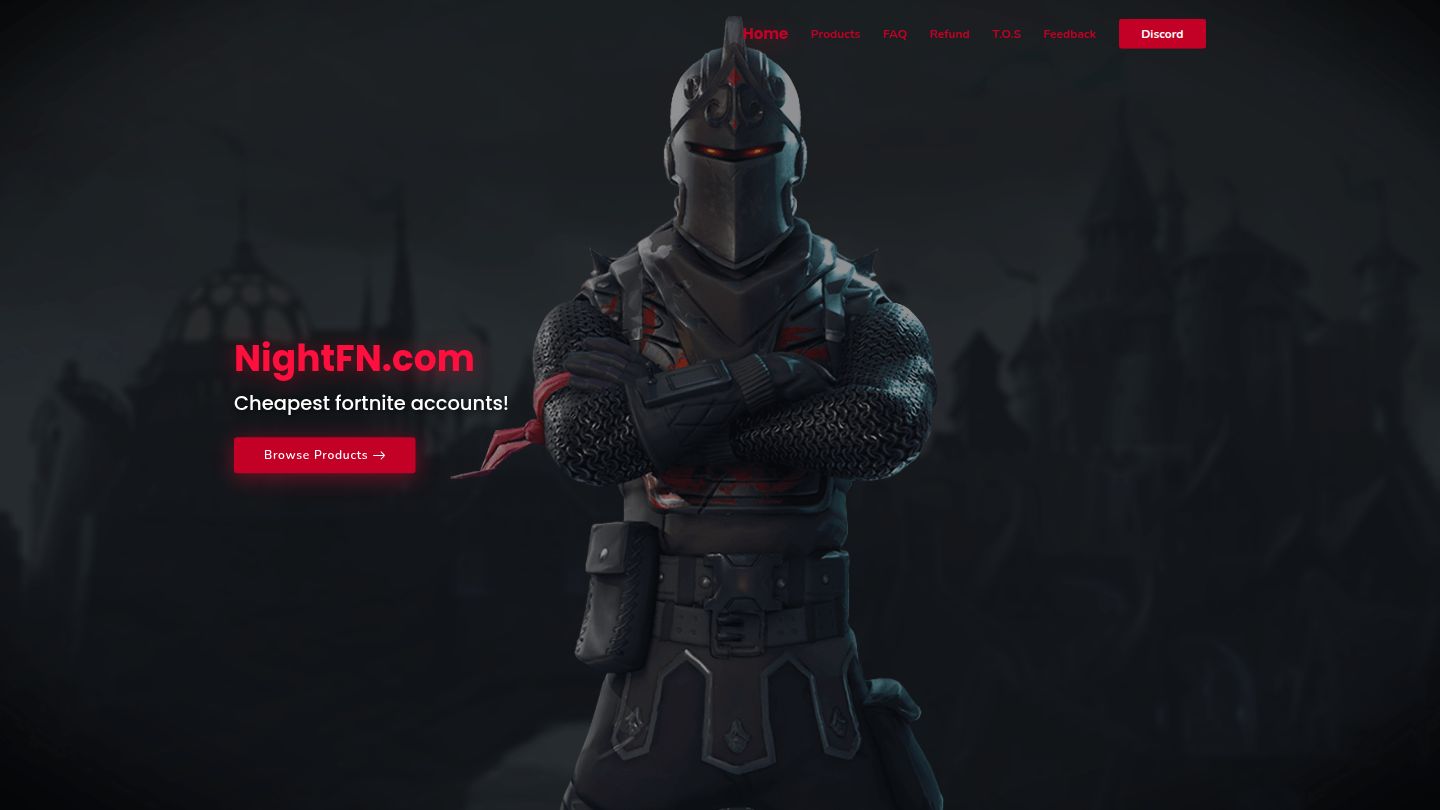 Home Products FAQ Refund T.O.S Feedback Discord
NightFN.com
Cheapest fortnite accounts!
Browse Products →